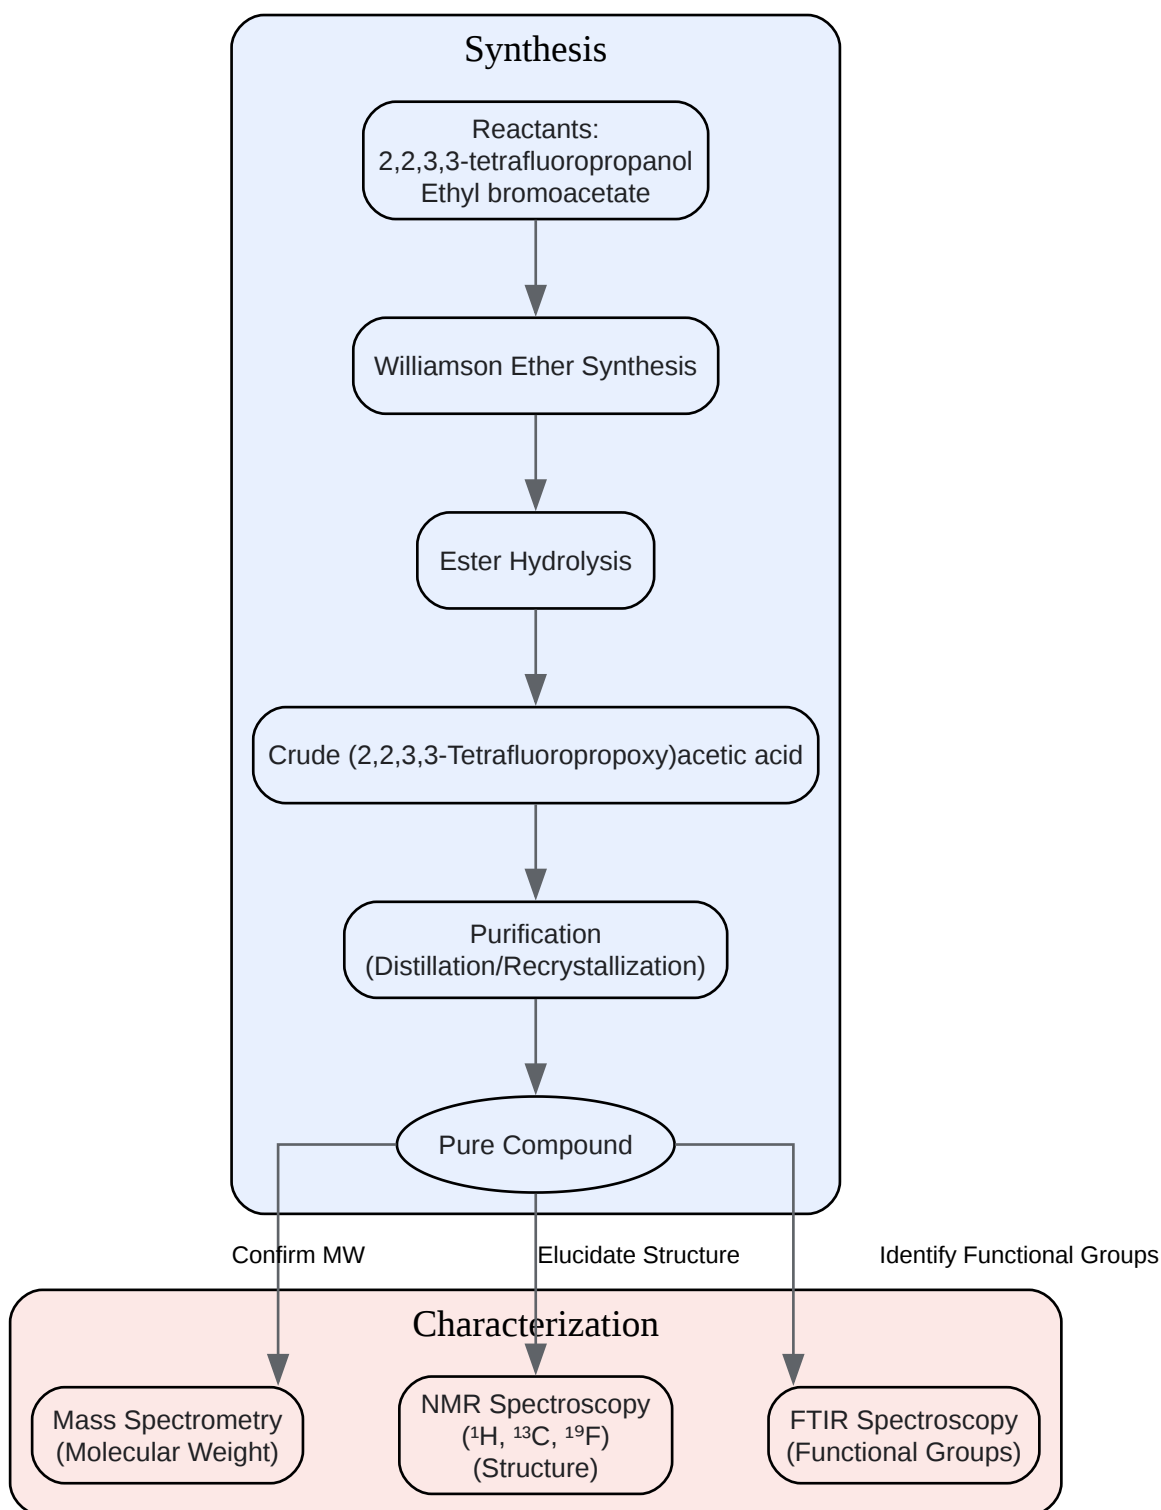 Synthesis
Reactants:
2,2,3,3-tetrafluoropropanol
Ethyl bromoacetate
Williamson Ether Synthesis
Ester Hydrolysis
Crude (2,2,3,3-Tetrafluoropropoxy)acetic acid
Purification
(Distillation/Recrystallization)
Pure Compound
Confirm MW
Elucidate Structure
Identify Functional Groups
Characterization
Mass Spectrometry
(Molecular Weight)
NMR Spectroscopy
(¹H, ¹³C, ¹⁹F)
(Structure)
FTIR Spectroscopy
(Functional Groups)